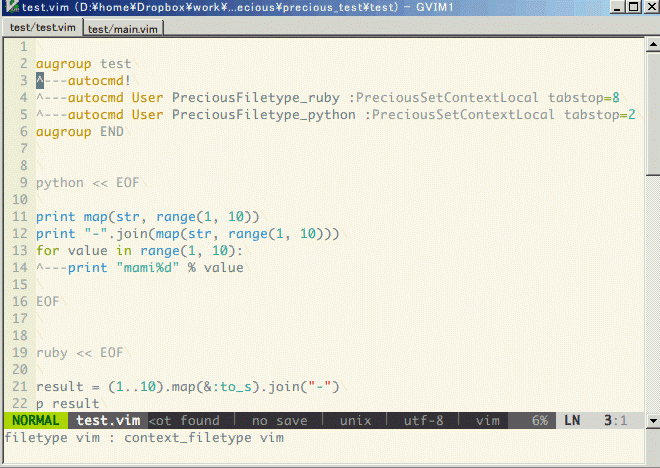 test.vim (D:¥home¥Dropbox¥work¥...ecious¥precious_test¥test) - GVIM1
test/test.vim test/main.vim
1
2 augroup test
3 ^---autocmd!
4 ^---autocmd User PreciousFiletype_ruby :PreciousSetContextLocal tabstop=8
5 ^---autocmd User PreciousFiletype_python :PreciousSetContextLocal tabstop=2
6 augroup END
7
8
9 python << EOF
10
11 print map(str, range(1, 10))
12 print "-".join(map(str, range(1, 10)))
13 for value in range(1, 10):
14 ^---print "mami%d" % value
15
16 EOF
17
18
19 ruby << EOF
20
21 result = (1..10).map(&:to_s).join("-")
22 p result
NORMAL test.vim <ot found | no save | unix | utf-8 | vim 6% LN 3:1
filetype vim : context_filetype vim